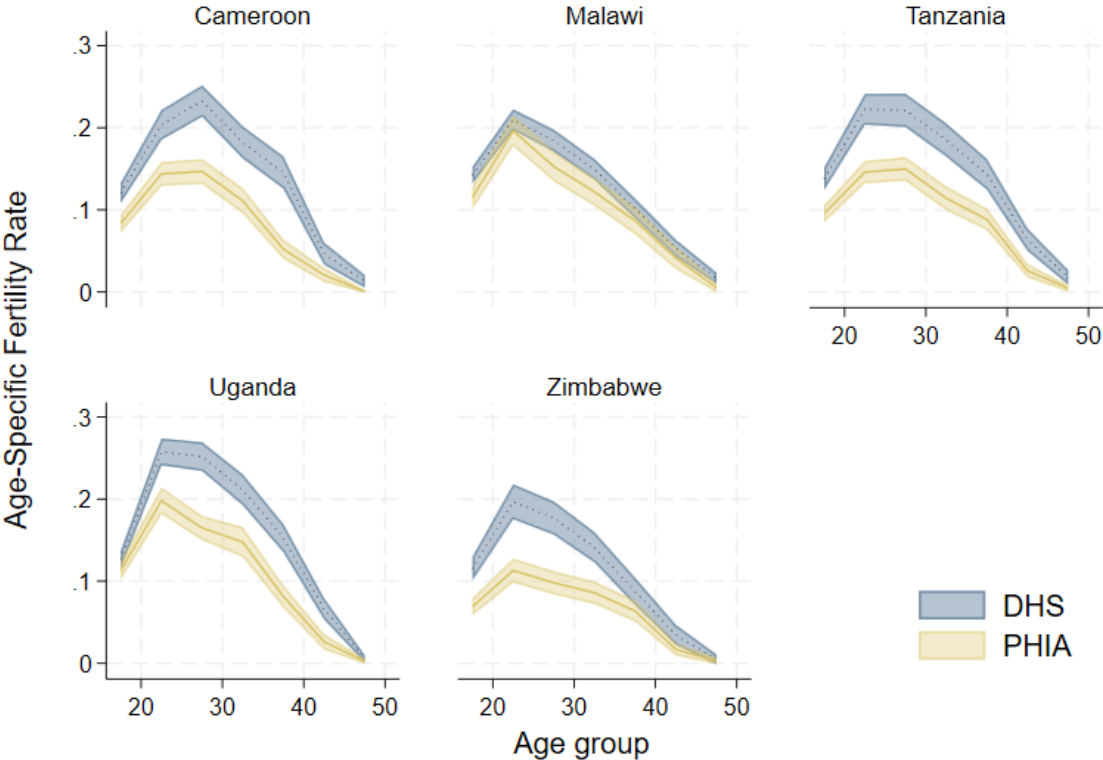 Cameroon Malawi Tanzania
.3
.2
.1
0
20 30 40 50
Uganda Zimbabwe
.3
.2
.1
0
20 30 40 50 20 30 40 50
Age-Specific Fertility Rate
Age group
DHS
PHIA